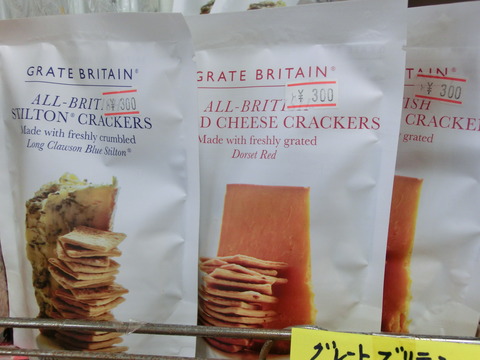 GRATE BRITAIN®
ALL-BRIT
¥ 300
STILTON® CRACKERS
Made with freshly crumbled
Long Clawson Blue Stilton®
GRATE BRITAIN®
ALL-BRIT
¥ 300
D CHEESE CRACKERS
Made with freshly grated
Dorset Red
GRATE BRITAIN
¥ 300
ISH
CRACKE
grated
グレートブリテン